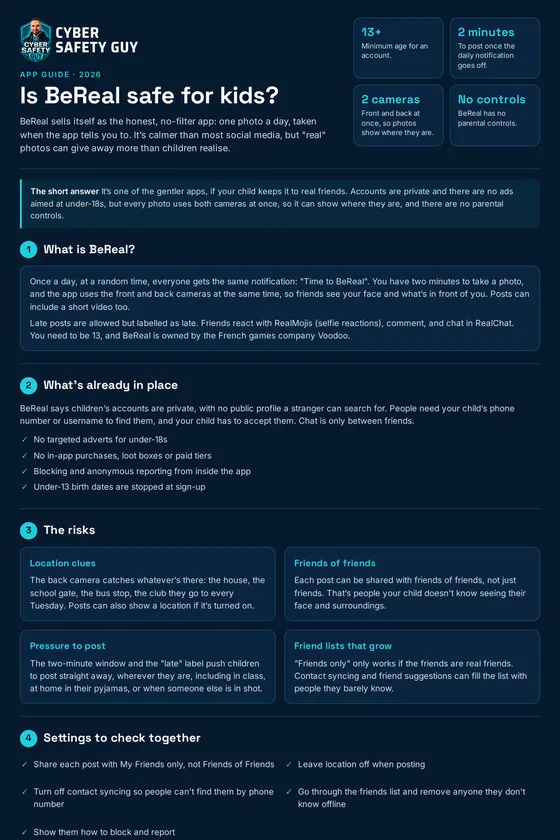 CYBER
SAFETY GUY
CYBER
SAFETY
GUY
APP GUIDE · 2026
Is BeReal safe for kids?
BeReal sells itself as the honest, no-filter app: one photo a day, taken
when the app tells you to. It's calmer than most social media, but "real"
photos can give away more than children realise.
13+
Minimum age for an
account.
2 minutes
To post once the
daily notification
goes off.
2 cameras
Front and back at
once, so photos
show where they are.
No controls
BeReal has no
parental controls.
The short answer It's one of the gentler apps, if your child keeps it to real friends. Accounts are private and there are no ads
aimed at under-18s, but every photo uses both cameras at once, so it can show where they are, and there are no parental
controls.
1 What is BeReal?
Once a day, at a random time, everyone gets the same notification: "Time to BeReal". You have two minutes to take a photo,
and the app uses the front and back cameras at the same time, so friends see your face and what's in front of you. Posts can
include a short video too.
Late posts are allowed but labelled as late. Friends react with RealMojis (selfie reactions), comment, and chat in RealChat.
You need to be 13, and BeReal is owned by the French games company Voodoo.
2 What's already in place
BeReal says children's accounts are private, with no public profile a stranger can search for. People need your child's phone
number or username to find them, and your child has to accept them. Chat is only between friends.
✓ No targeted adverts for under-18s
✓ No in-app purchases, loot boxes or paid tiers
✓ Blocking and anonymous reporting from inside the app
✓ Under-13 birth dates are stopped at sign-up
3 The risks
Location clues
The back camera catches whatever's there: the house, the
school gate, the bus stop, the club they go to every
Tuesday. Posts can also show a location if it's turned on.
Friends of friends
Each post can be shared with friends of friends, not just
friends. That's people your child doesn't know seeing their
face and surroundings.
Pressure to post
The two-minute window and the "late" label push children
to post straight away, wherever they are, including in class,
at home in their pyjamas, or when someone else is in shot.
Friend lists that grow
"Friends only" only works if the friends are real friends.
Contact syncing and friend suggestions can fill the list with
people they barely know.
4 Settings to check together
✓ Share each post with My Friends only, not Friends of Friends
✓ Leave location off when posting
✓ Turn off contact syncing so people can't find them by phone
number
✓ Go through the friends list and remove anyone they don't
know offline
✓ Show them how to block and report